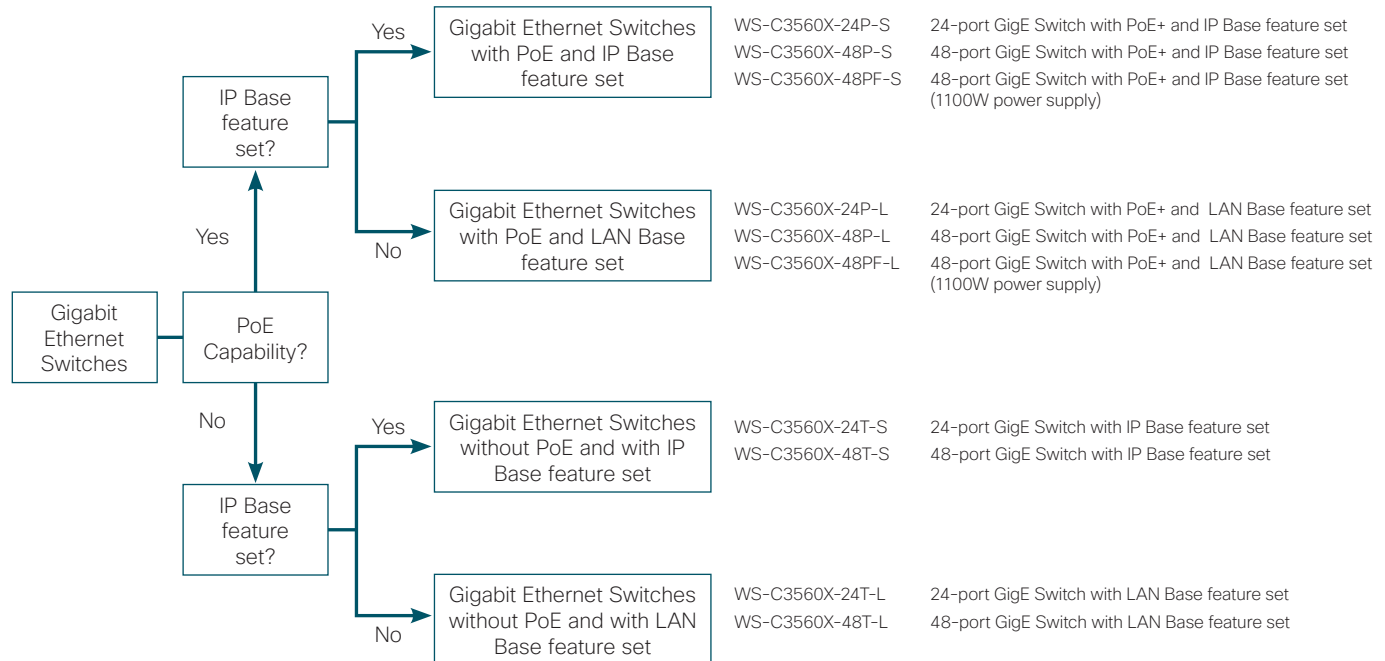 Gigabit
Ethernet
Switches
PoE
Capability?
Yes
IP Base
feature
set?
Yes
Gigabit Ethernet Switches
with PoE and IP Base
feature set
WS-C3560X-24P-S 24-port GigE Switch with PoE+ and IP Base feature set
WS-C3560X-48P-S 48-port GigE Switch with PoE+ and IP Base feature set
WS-C3560X-48PF-S 48-port GigE Switch with PoE+ and IP Base feature set
(1100W power supply)
No
Gigabit Ethernet Switches
with PoE and LAN Base
feature set
WS-C3560X-24P-L 24-port GigE Switch with PoE+ and LAN Base feature set
WS-C3560X-48P-L 48-port GigE Switch with PoE+ and LAN Base feature set
WS-C3560X-48PF-L 48-port GigE Switch with PoE+ and LAN Base feature set
(1100W power supply)
No
IP Base
feature
set?
Yes
Gigabit Ethernet Switches
without PoE and with IP
Base feature set
WS-C3560X-24T-S 24-port GigE Switch with IP Base feature set
WS-C3560X-48T-S 48-port GigE Switch with IP Base feature set
No
Gigabit Ethernet Switches
without PoE and with LAN
Base feature set
WS-C3560X-24T-L 24-port GigE Switch with LAN Base feature set
WS-C3560X-48T-L 48-port GigE Switch with LAN Base feature set